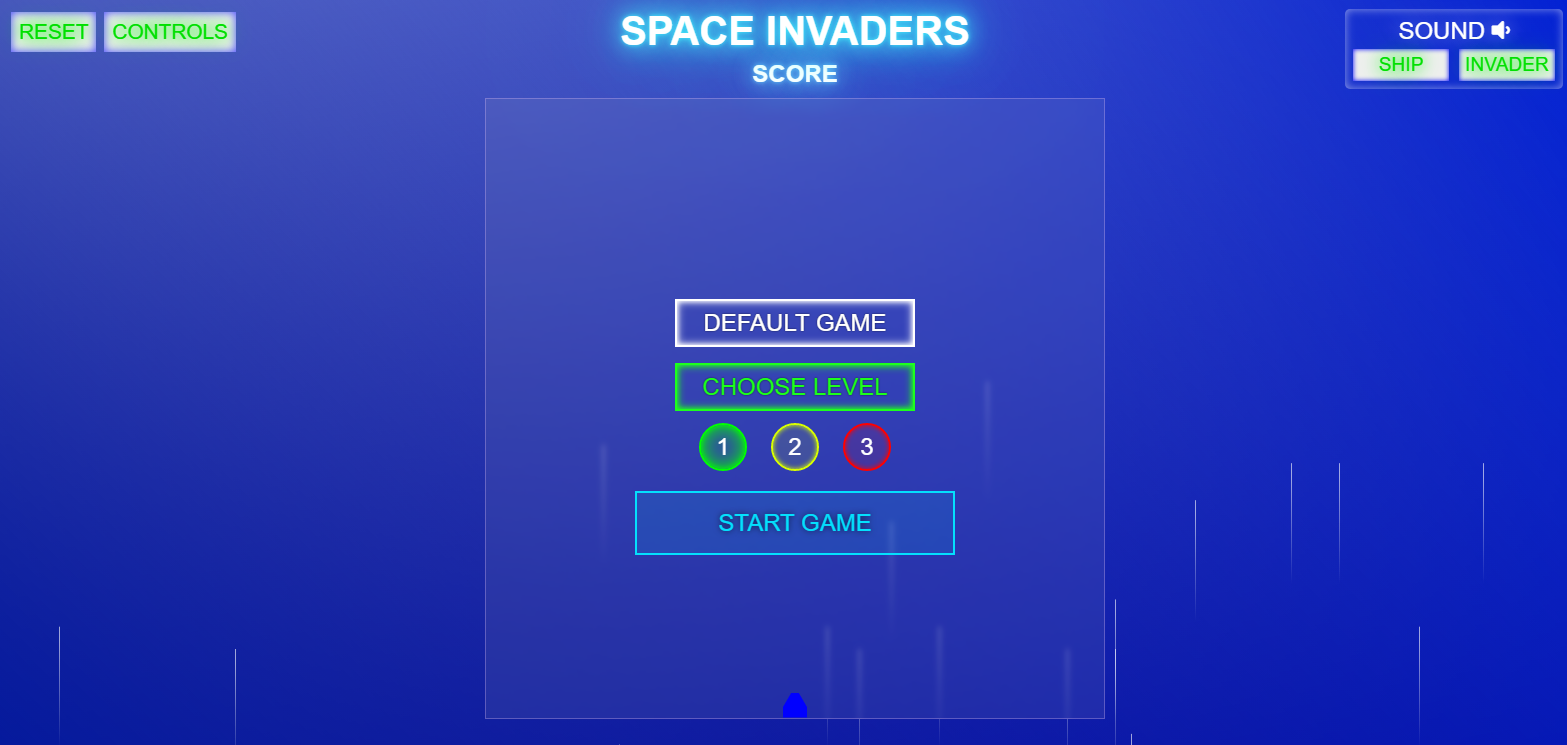 RESET
CONTROLS
SPACE INVADERS
SCORE
SOUND
SHIP
INVADER
DEFAULT GAME
CHOOSE LEVEL
1 2 3
START GAME